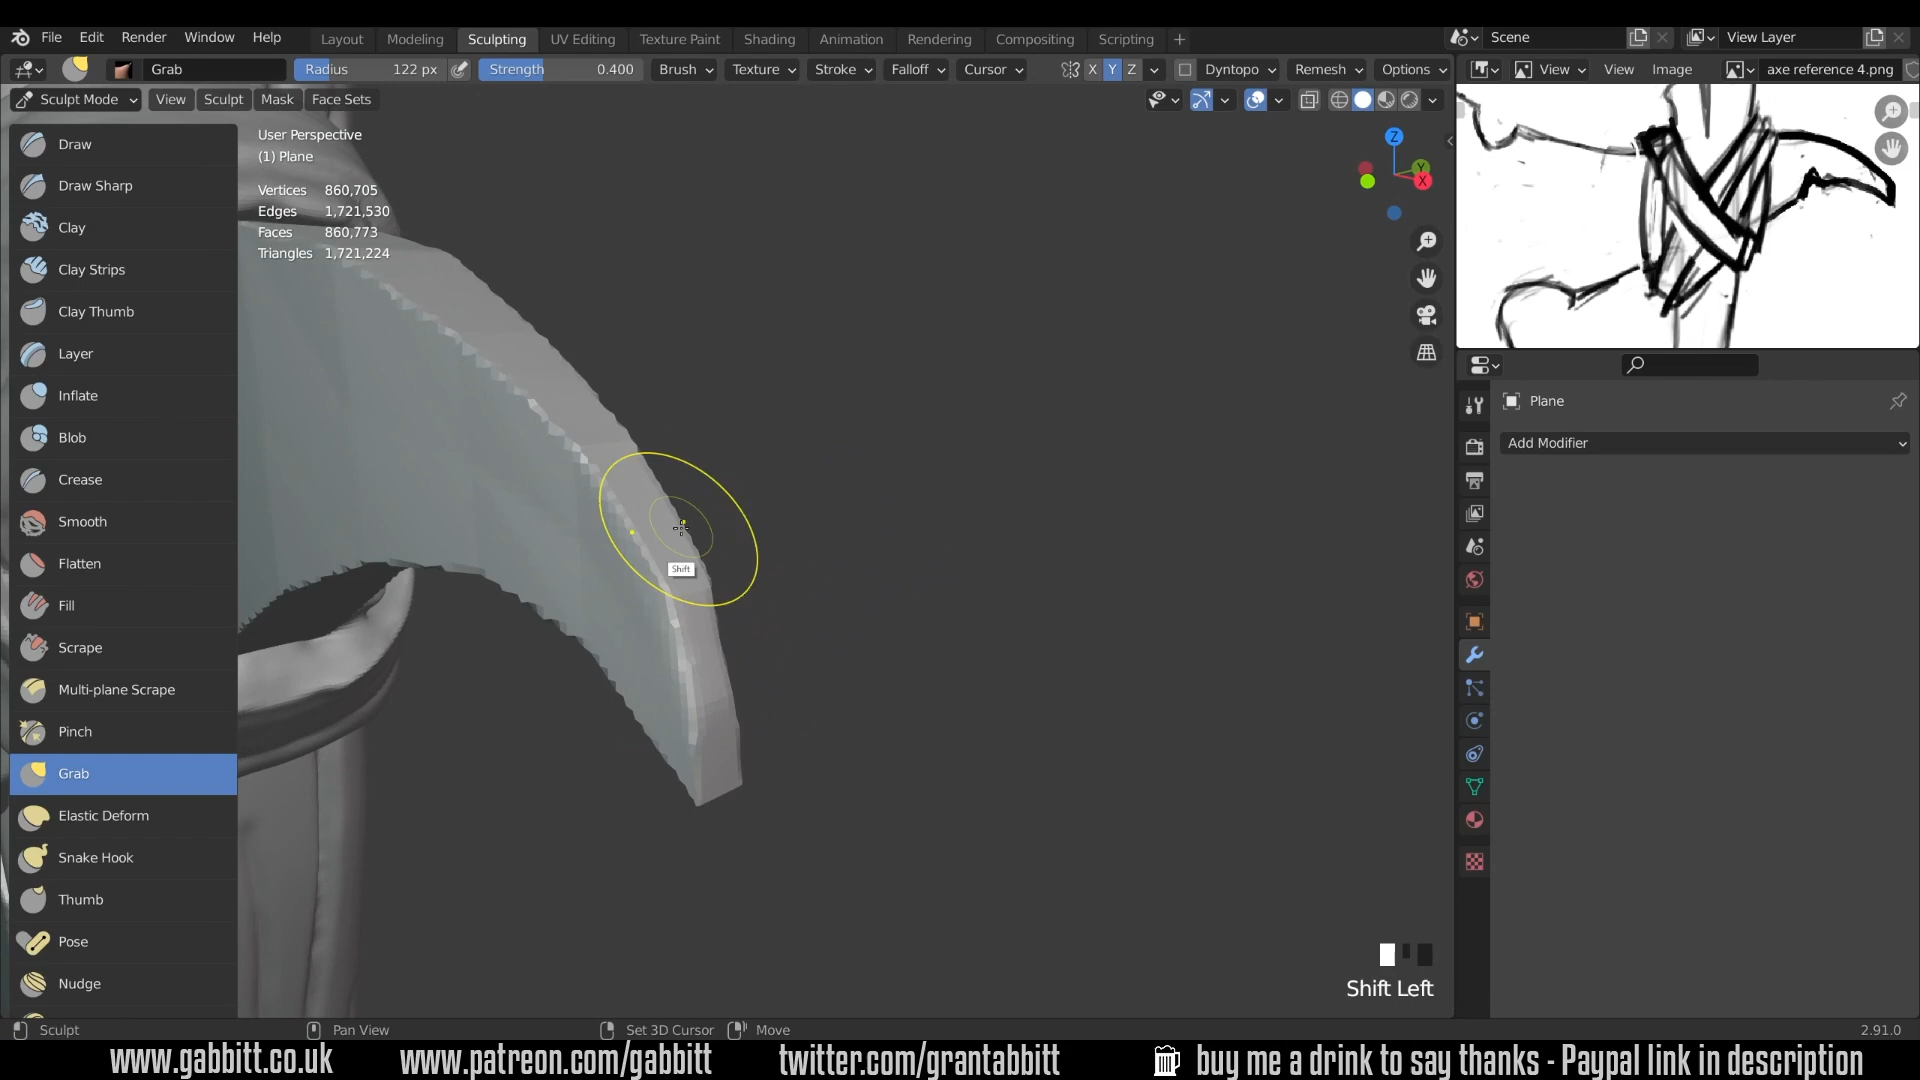 File Edit Render Window Help
Layout Modeling Sculpting UV Editing Texture Paint Shading Animation Rendering Compositing Scripting +
Scene View Layer
Grab Radius 122 px Strength 0.400 Brush Texture Stroke Falloff Cursor X Y Z Dyntopo Remesh Options
View View Image axe reference 4.png
Sculpt Mode View Sculpt Mask Face Sets
User Perspective
(1) Plane
Vertices 860,705
Edges 1,721,530
Faces 860,773
Triangles 1,721,224
Z
Y
X
Draw
Draw Sharp
Clay
Clay Strips
Clay Thumb
Layer
Inflate
Blob
Crease
Smooth
Flatten
Fill
Scrape
Multi-plane Scrape
Pinch
Grab
Elastic Deform
Snake Hook
Thumb
Pose
Nudge
Shift
Plane
Add Modifier
Shift Left
Sculpt Pan View Set 3D Cursor Move 2.91.0
www.gabbitt.co.uk www.patreon.com/gabbitt twitter.com/grantabbitt buy me a drink to say thanks - Paypal link in description